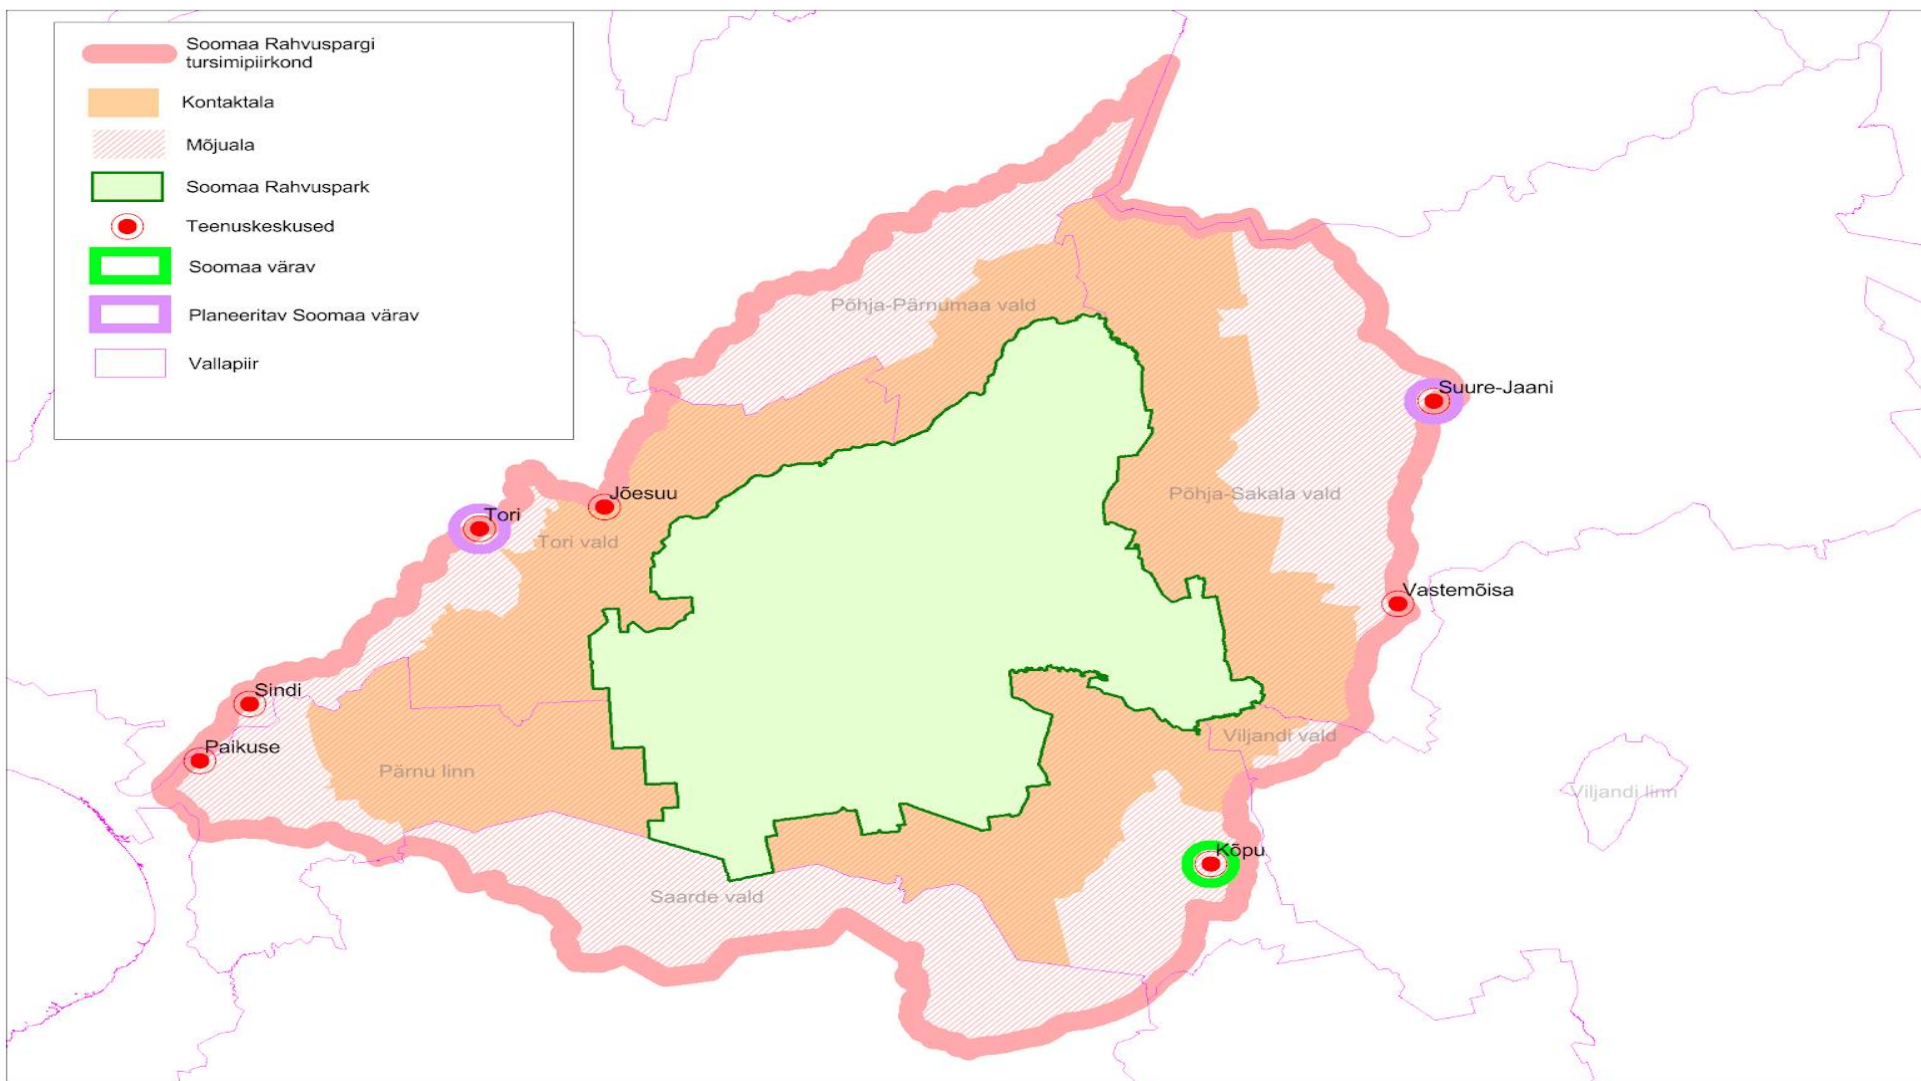 Soomaa Rahvuspargi
tursimipiirkond
Kontaktala
Mõjuala
Soomaa Rahvuspark
Teenuskeskused
Soomaa värav
Planeeritav Soomaa värav
Vallapiir
Põhja-Pärnumaa vald
Suure-Jaani
Põhja-Sakala vald
Jõesuu
Tori
Tori vald
Vastemõisa
Sindi
Paikuse
Viljandi vald
Pärnu linn
Viljandi linn
Kõpu
Saarde vald